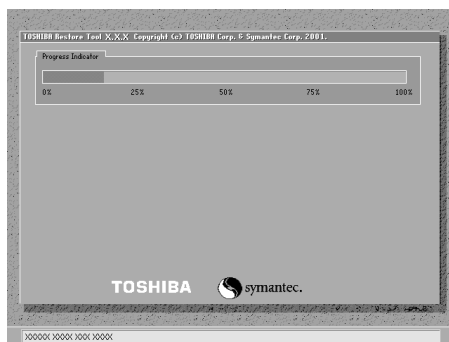 TOSHIBA Restore Tool X.X.X Copyright (c) TOSHIBA Corp. & Symantec Corp. 2001.
Progress Indicator
0% 25% 50% 75% 100%
TOSHIBA symantec.
XXXXX XXXX XXX XXXX